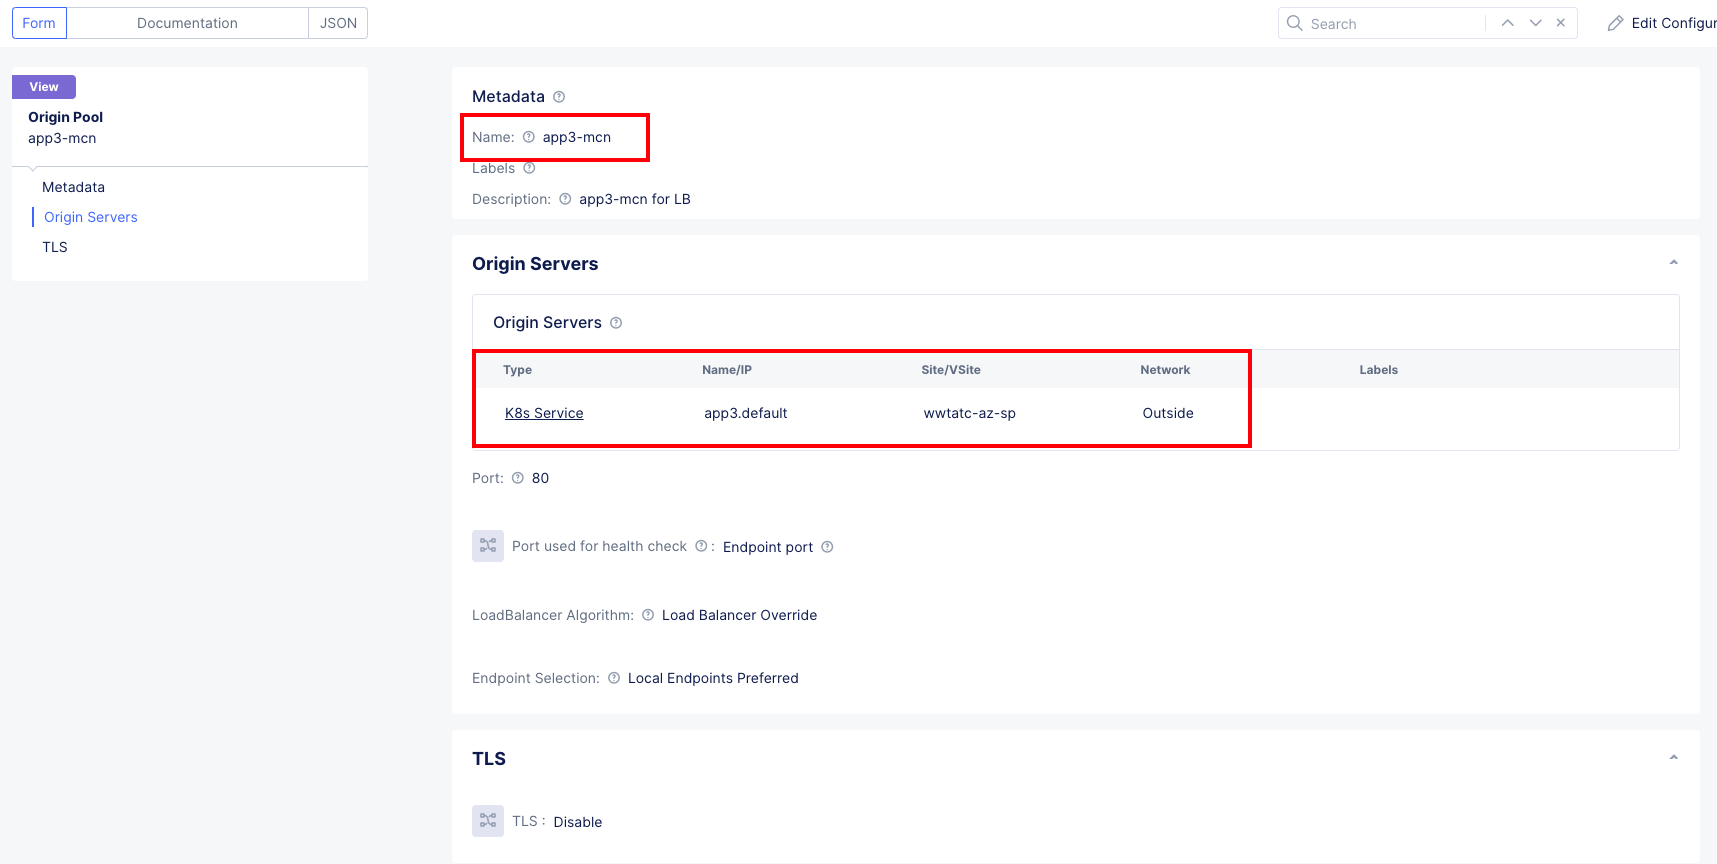 Form Documentation JSON Search Edit Configur
View
Origin Pool
app3-mcn
Metadata
Origin Servers
TLS
Metadata
Name: app3-mcn
Labels
Description: app3-mcn for LB
Origin Servers
Origin Servers
Type Name/IP Site/VSite Network Labels
K8s Service app3.default wwtatc-az-sp Outside
Port: 80
Port used for health check : Endpoint port
LoadBalancer Algorithm: Load Balancer Override
Endpoint Selection: Local Endpoints Preferred
TLS
TLS : Disable